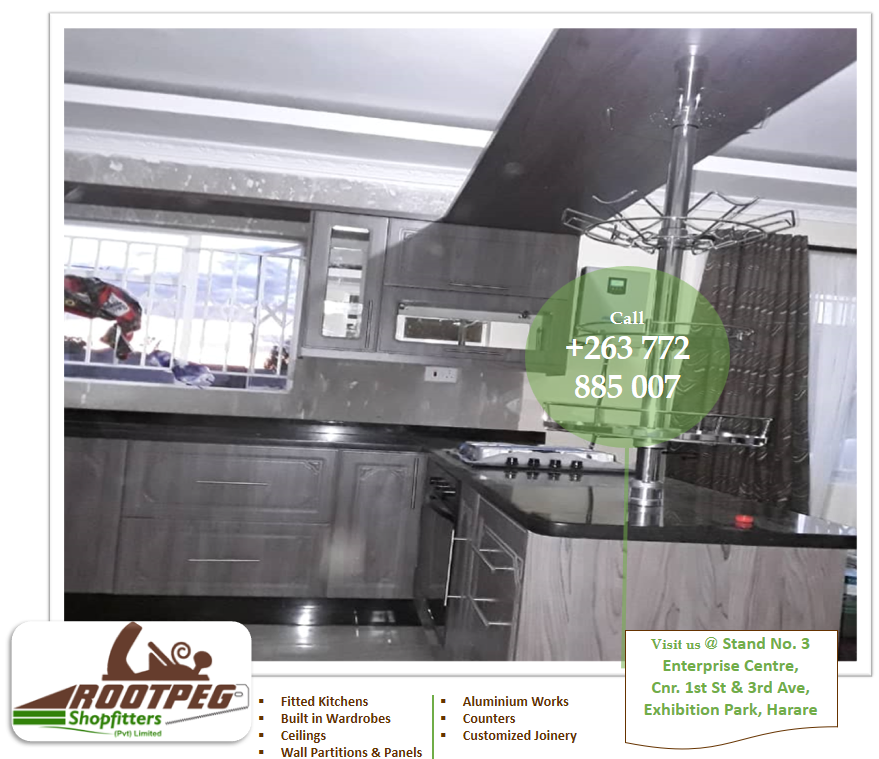 Call
+263 772
885 007
ROOTPEG
Shopfitters
(Pvt) Limited
▪ Fitted Kitchens
▪ Built in Wardrobes
▪ Ceilings
▪ Wall Partitions & Panels
▪ Aluminium Works
▪ Counters
▪ Customized Joinery
Visit us @ Stand No. 3
Enterprise Centre,
Cnr. 1st St & 3rd Ave,
Exhibition Park, Harare